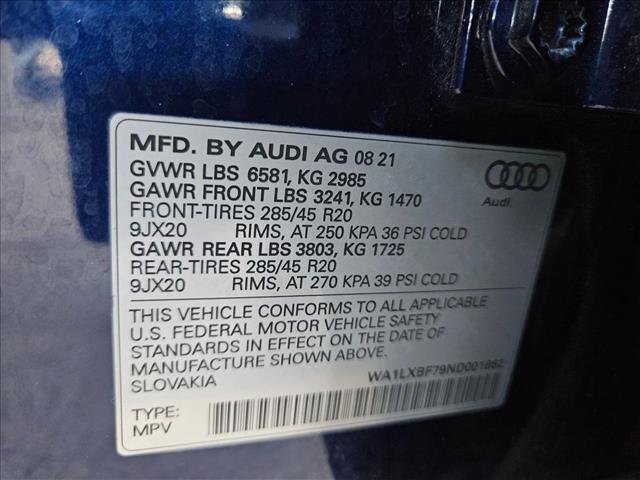 MFD. BY AUDI AG 08 21
GVWR LBS 6581, KG 2985
GAWR FRONT LBS 3241, KG 1470
FRONT-TIRES 285/45 R20
9JX20 RIMS, AT 250 KPA 36 PSI COLD
GAWR REAR LBS 3803, KG 1725
REAR-TIRES 285/45 R20
9JX20 RIMS, AT 270 KPA 39 PSI COLD
Audi
THIS VEHICLE CONFORMS TO ALL APPLICABLE
U.S. FEDERAL MOTOR VEHICLE SAFETY
STANDARDS IN EFFECT ON THE DATE OF
MANUFACTURE SHOWN ABOVE.
SLOVAKIA
WA1LXBF79ND001662
TYPE:
MPV